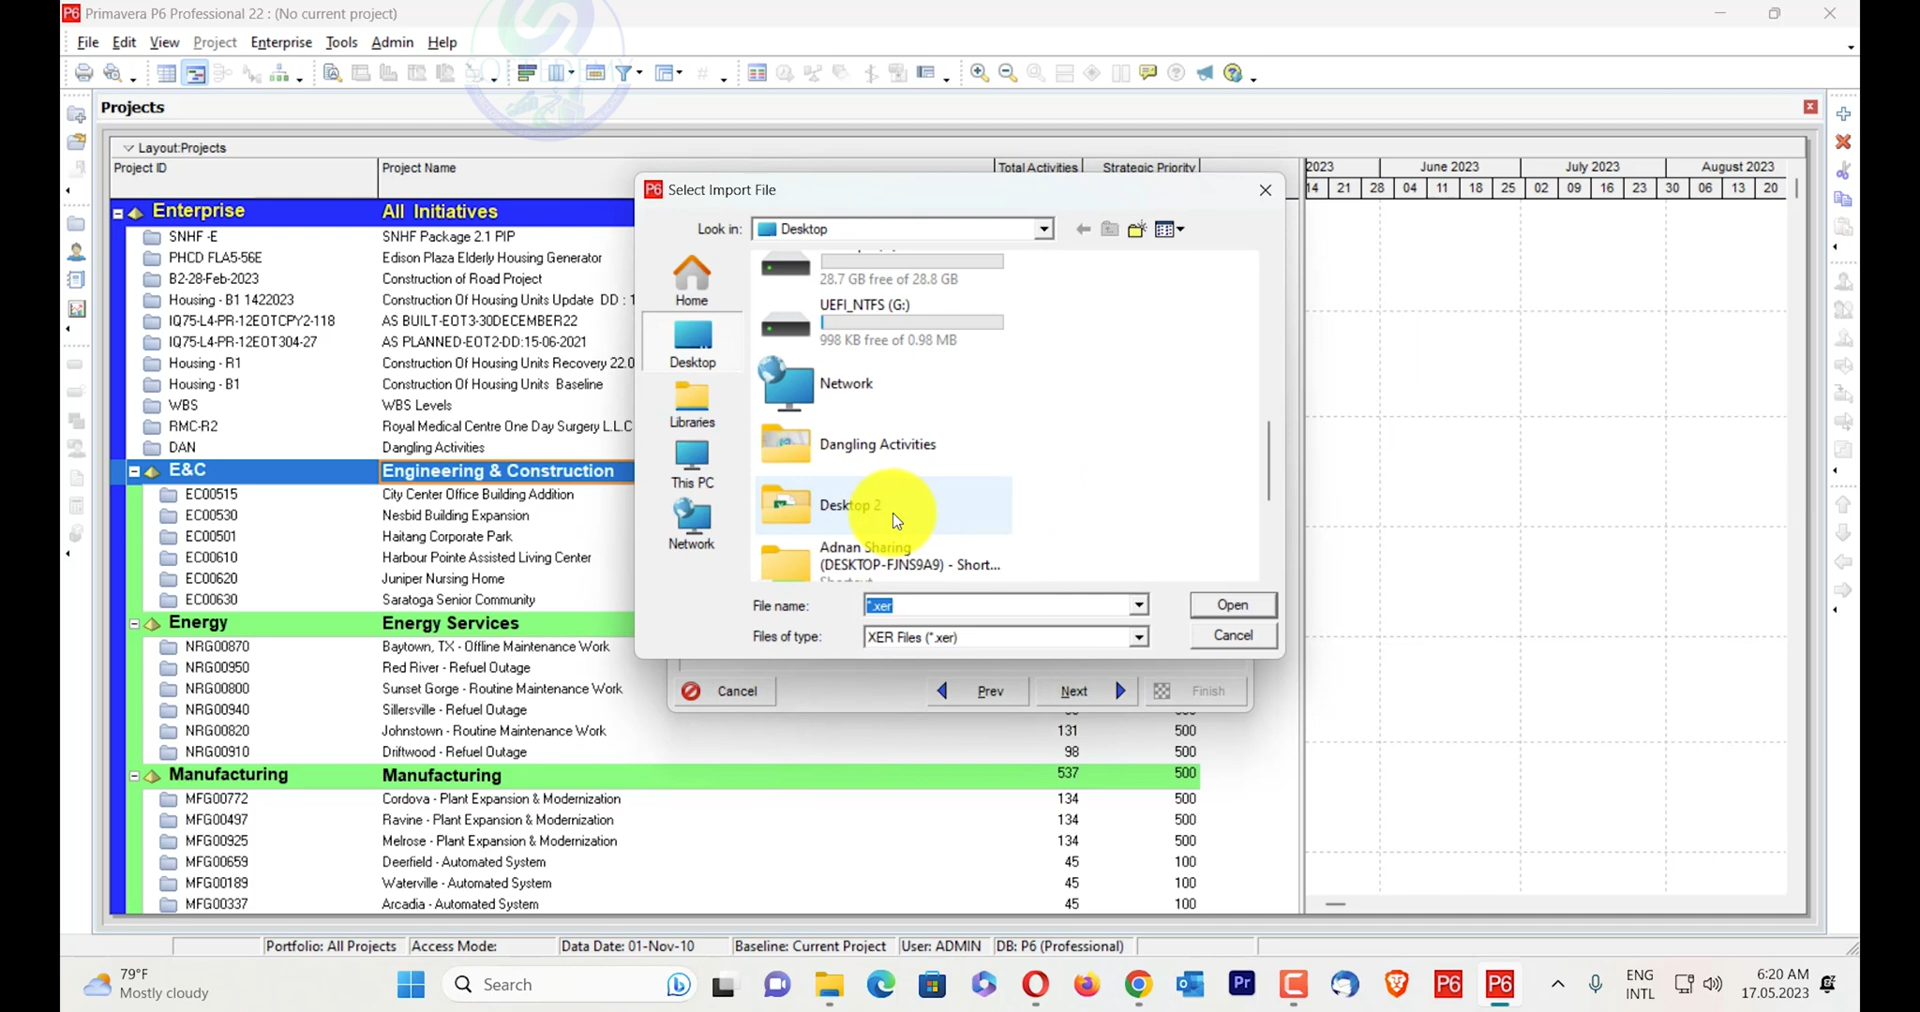 P6 Primavera P6 Professional 22 : (No current project)
File Edit View Project Enterprise Tools Admin Help
Projects
Layout:Projects
Project ID Project Name Total Activities Strategic Priority
2023 June 2023 July 2023 August 2023
14 21 28 04 11 18 25 02 09 16 23 30 06 13 20
Enterprise All Initiatives
SNHF -E SNHF Package 2.1 PIP
PHCD FLA5-56E Edison Plaza Elderly Housing Generator
B2-28-Feb-2023 Construction of Road Project
Housing - B1 1422023 Construction Of Housing Units Update DD : 1
IQ75-L4-PR-12EOTCPY2-118 AS BUILT-EOT3-30DECEMBER22
IQ75-L4-PR-12EOT304-27 AS PLANNED-EOT2-DD:15-06-2021
Housing - R1 Construction Of Housing Units Recovery 22.0
Housing - B1 Construction Of Housing Units Baseline
WBS WBS Levels
RMC-R2 Royal Medical Centre One Day Surgery L.L.C
DAN Dangling Activities
E&C Engineering & Construction
EC00515 City Center Office Building Addition
EC00530 Nesbid Building Expansion
EC00501 Haitang Corporate Park
EC00610 Harbour Pointe Assisted Living Center
EC00620 Juniper Nursing Home
EC00630 Saratoga Senior Community
Energy Energy Services
NRG00870 Baytown, TX - Offline Maintenance Work
NRG00950 Red River - Refuel Outage
NRG00800 Sunset Gorge - Routine Maintenance Work
NRG00940 Sillersville - Refuel Outage
NRG00820 Johnstown - Routine Maintenance Work 131 500
NRG00910 Driftwood - Refuel Outage 98 500
Manufacturing Manufacturing 537 500
MFG00772 Cordova - Plant Expansion & Modernization 134 500
MFG00497 Ravine - Plant Expansion & Modernization 134 500
MFG00925 Melrose - Plant Expansion & Modernization 134 500
MFG00659 Deerfield - Automated System 45 100
MFG00189 Waterville - Automated System 45 100
MFG00337 Arcadia - Automated System 45 100
P6 Select Import File
Look in: Desktop
Home
Desktop
Libraries
This PC
Network
28.7 GB free of 28.8 GB
UEFI_NTFS (G:)
998 KB free of 0.98 MB
Network
Dangling Activities
Desktop 2
Adnan Sharing
(DESKTOP-FJNS9A9) - Short...
File name: *.xer Open
Files of type: XER Files (*.xer) Cancel
Cancel Prev Next Finish
Portfolio: All Projects Access Mode: Data Date: 01-Nov-10 Baseline: Current Project User: ADMIN DB: P6 (Professional)
79°F
Mostly cloudy
Search
Pr P6 P6
ENG
INTL
6:20 AM
17.05.2023